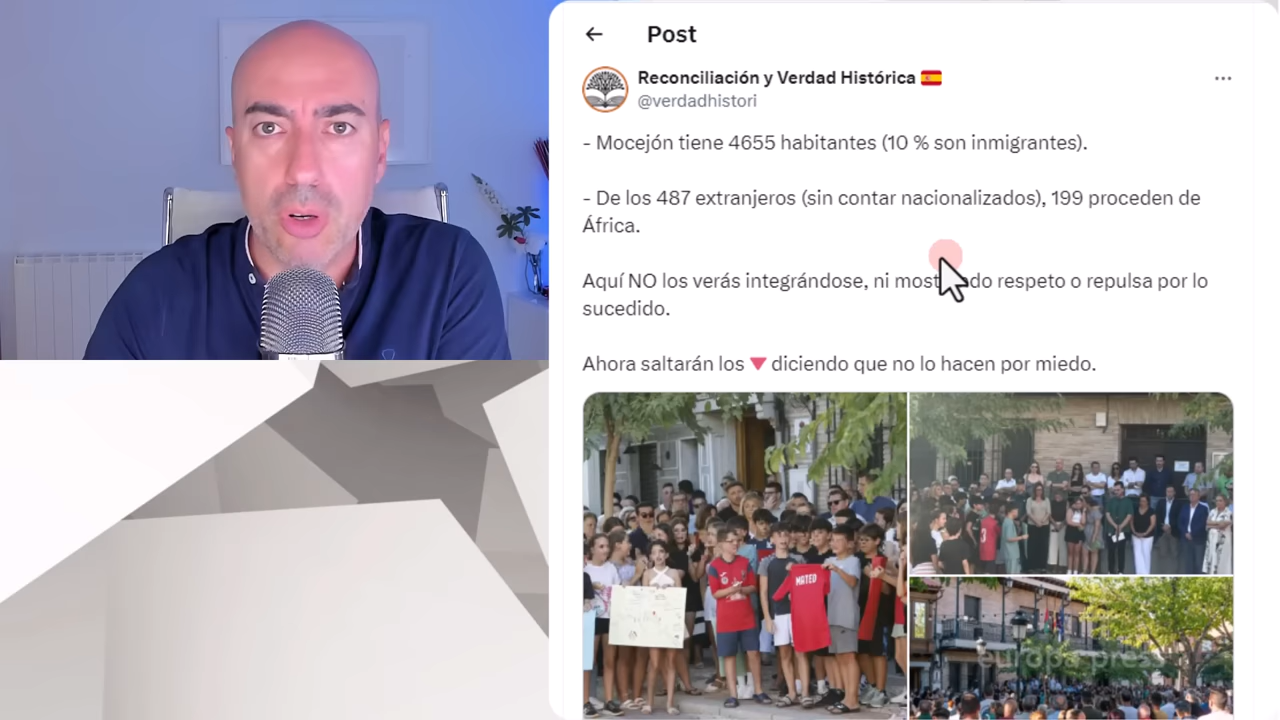 Post
Reconciliación y Verdad Histórica
@verdadhistori
- Mocejón tiene 4655 habitantes (10 % son inmigrantes).
- De los 487 extranjeros (sin contar nacionalizados), 199 proceden de
África.
Aquí NO los verás integrándose, ni respeto o repulsa por lo
sucedido.
Ahora saltarán los 🔻 diciendo que no lo hacen por miedo.
MATEO
europa press